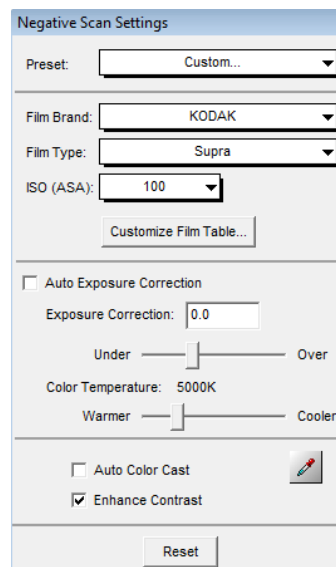 Negative Scan Settings
Preset: Custom...
Film Brand: KODAK
Film Type: Supra
ISO (ASA): 100
Customize Film Table...
Auto Exposure Correction
Exposure Correction: 0.0
Under Over
Color Temperature: 5000K
Warmer Cooler
Auto Color Cast
Enhance Contrast
Reset